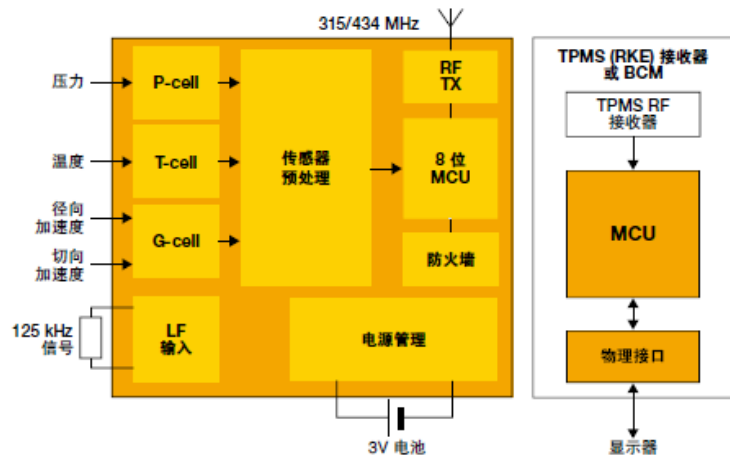 315/434 MHz
压力
P-cell
RF
TX
温度
T-cell
传感器
预处理
8 位
MCU
径向
加速度
G-cell
切向
加速度
防火墙
125 kHz
信号
LF
输入
电源管理
3V 电池
TPMS (RKE) 接收器
或 BCM
TPMS RF
接收器
MCU
物理接口
显示器